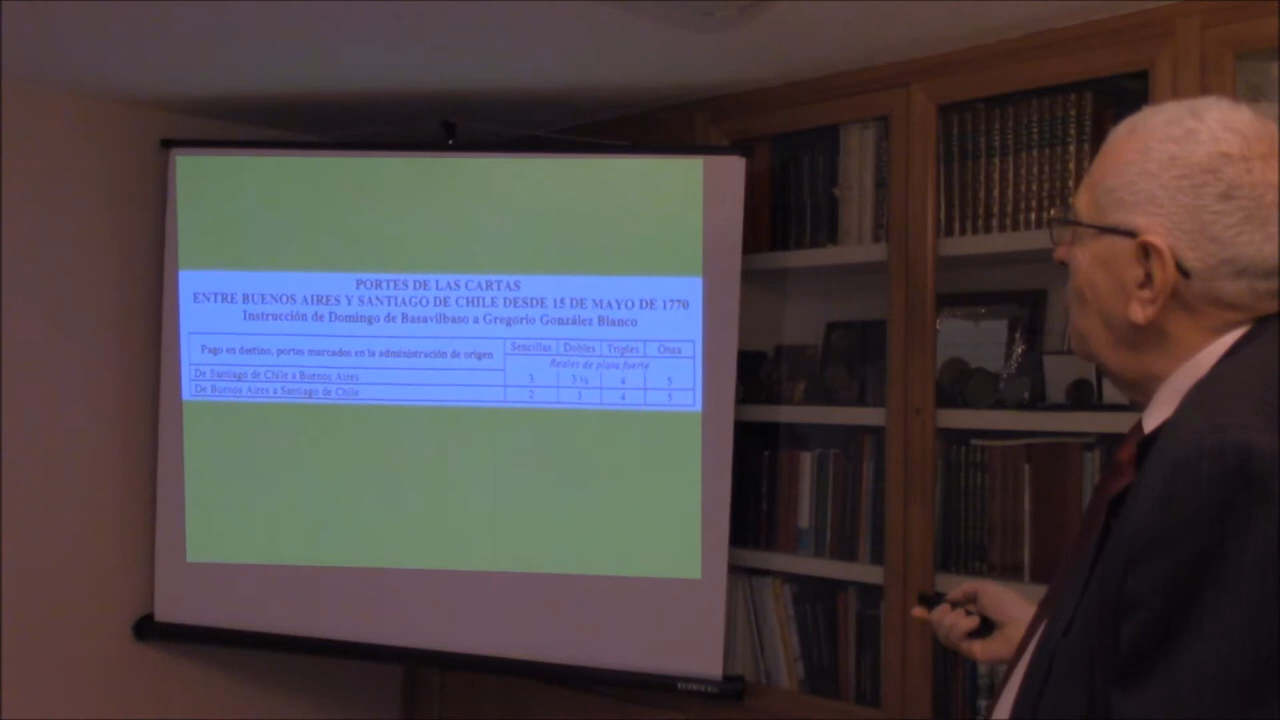 PORTES DE LAS CARTAS
ENTRE BUENOS AIRES Y SANTIAGO DE CHILE DESDE 15 DE MAYO DE 1770
Instrucción de Domingo de Basavilbaso a Gregorio González Blanco
Pago en destino, portes marcados en la administración de origen Sencillas Dobles Triples Onza
Reales de plata fuerte
De Santiago de Chile a Buenos Aires 3 3 ½ 4 5
De Buenos Aires a Santiago de Chile 2 3 4 5